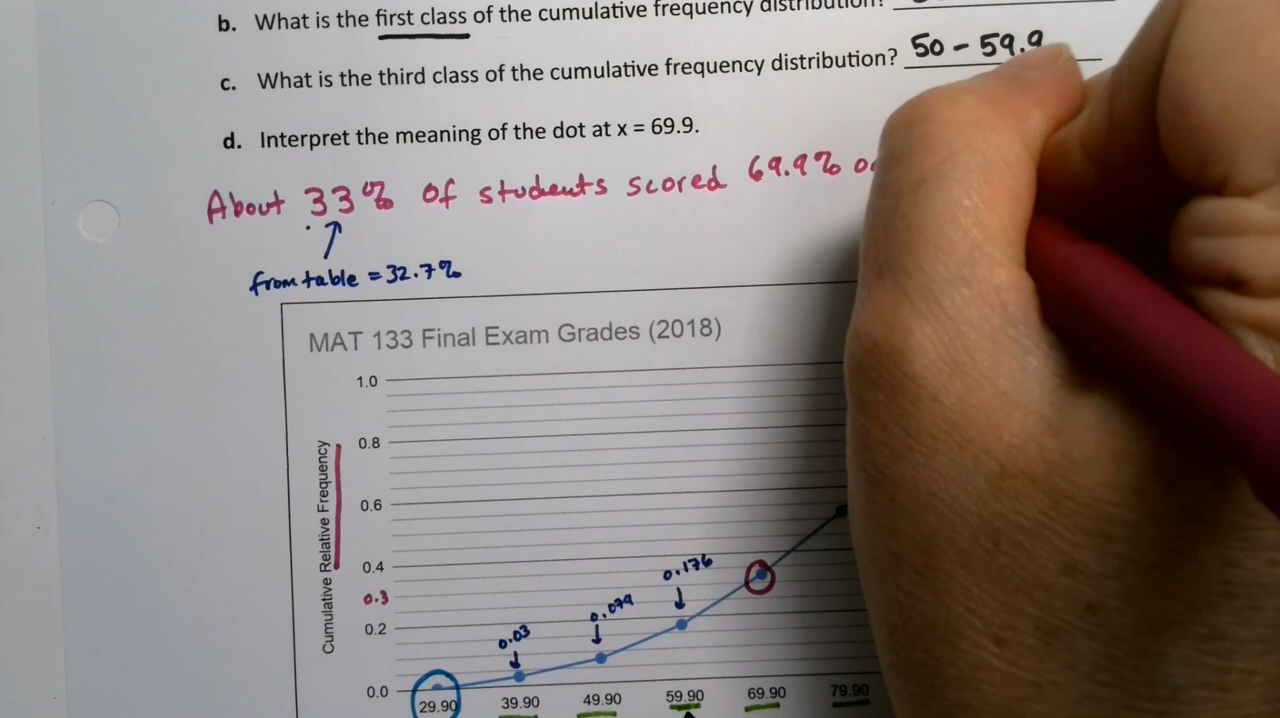 b. What is the first class of the cumulative frequency distribution?
c. What is the third class of the cumulative frequency distribution? 50 - 59.9
d. Interpret the meaning of the dot at x = 69.9.
About 33% of students scored 69.9%
from table = 32.7%
MAT 133 Final Exam Grades (2018)
Cumulative Relative Frequency
1.0
0.8
0.6
0.4
0.3
0.2
0.0
0.03
0.079
0.176
29.90 39.90 49.90 59.90 69.90 79.90